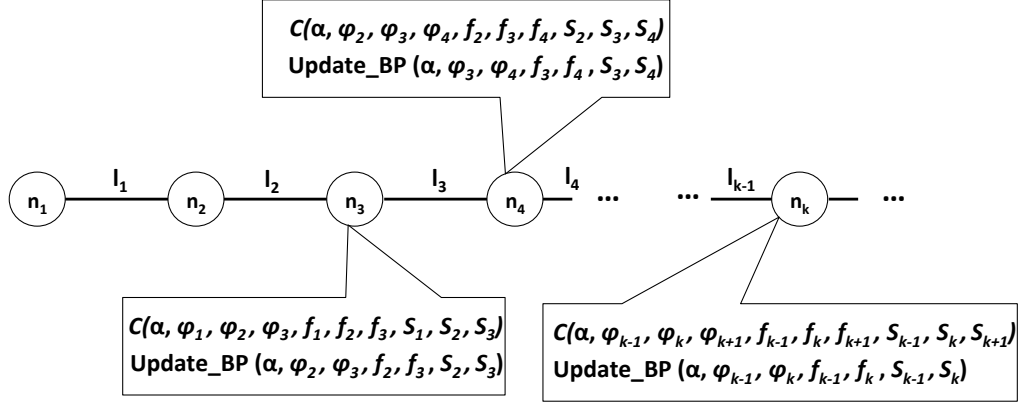 C(α, φ₂, φ₃, φ₄, f₂, f₃, f₄, S₂, S₃, S₄)
Update_BP (α, φ₃, φ₄, f₃, f₄ , S₃, S₄)
l₁
l₂
l₃
l₄
lₖ₋₁
n₁
n₂
n₃
n₄
...
...
nₖ
...
C(α, φ₁, φ₂, φ₃, f₁, f₂, f₃, S₁, S₂, S₃)
Update_BP (α, φ₂, φ₃, f₂, f₃, S₂, S₃)
C(α, φₖ₋₁, φₖ, φₖ₊₁, fₖ₋₁, fₖ, fₖ₊₁, Sₖ₋₁, Sₖ, Sₖ₊₁)
Update_BP (α, φₖ₋₁, φₖ, fₖ₋₁, fₖ , Sₖ₋₁, Sₖ)